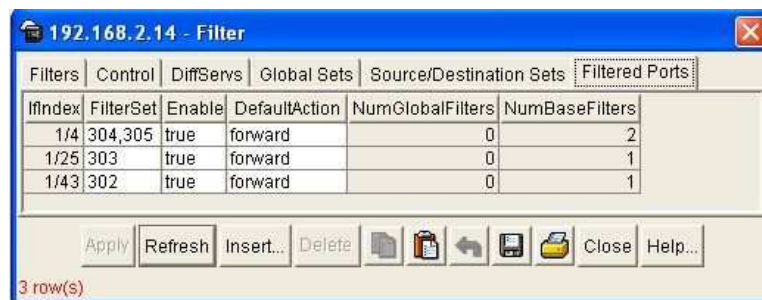 192.168.2.14 - Filter
Filters Control DiffServs Global Sets Source/Destination Sets Filtered Ports
IfIndex FilterSet Enable DefaultAction NumGlobalFilters NumBaseFilters
1/4 304,305 true forward 0 2
1/25 303 true forward 0 1
1/43 302 true forward 0 1
Apply Refresh Insert... Delete Close Help...
3 row(s)